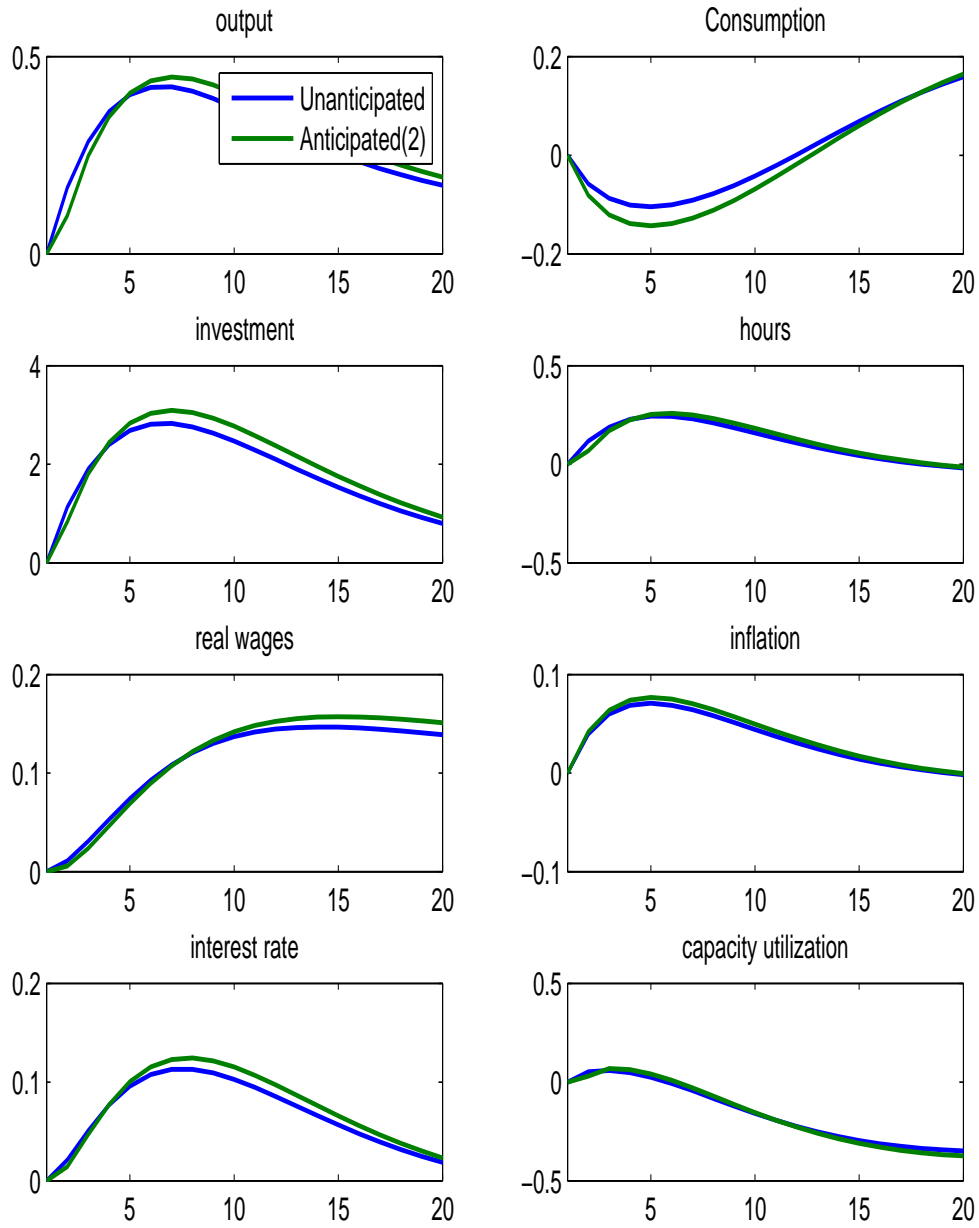 output
Consumption
0.5
0
5 10 15 20
Unanticipated
Anticipated(2)
0.2
0
−0.2
5 10 15 20
investment
hours
4
2
0
5 10 15 20
0.5
0
−0.5
5 10 15 20
real wages
inflation
0.2
0.1
0
5 10 15 20
0.1
0
−0.1
5 10 15 20
interest rate
capacity utilization
0.2
0.1
0
5 10 15 20
0.5
0
−0.5
5 10 15 20